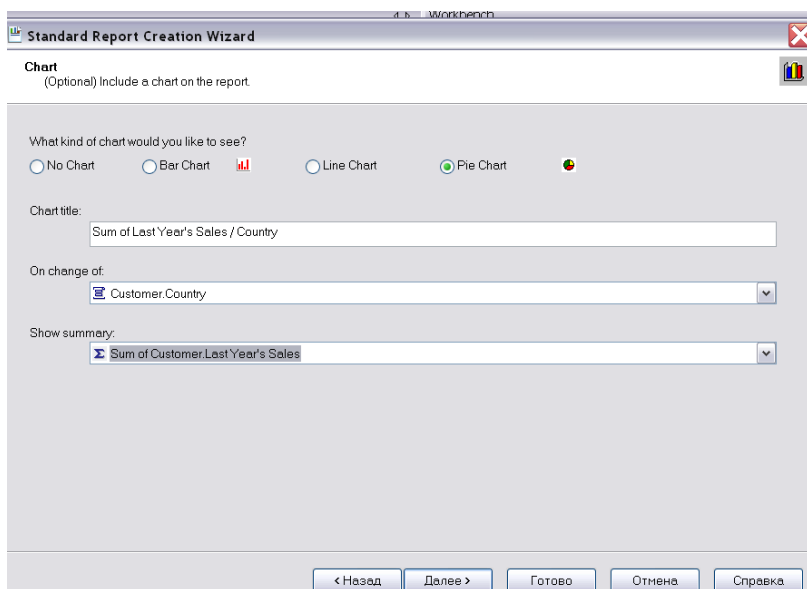 Workbench
Standard Report Creation Wizard
Chart
(Optional) Include a chart on the report.
What kind of chart would you like to see?
No Chart Bar Chart Line Chart Pie Chart
Chart title:
Sum of Last Year's Sales / Country
On change of:
Customer.Country
Show summary:
Σ Sum of Customer.Last Year's Sales
< Назад Далее > Готово Отмена Справка